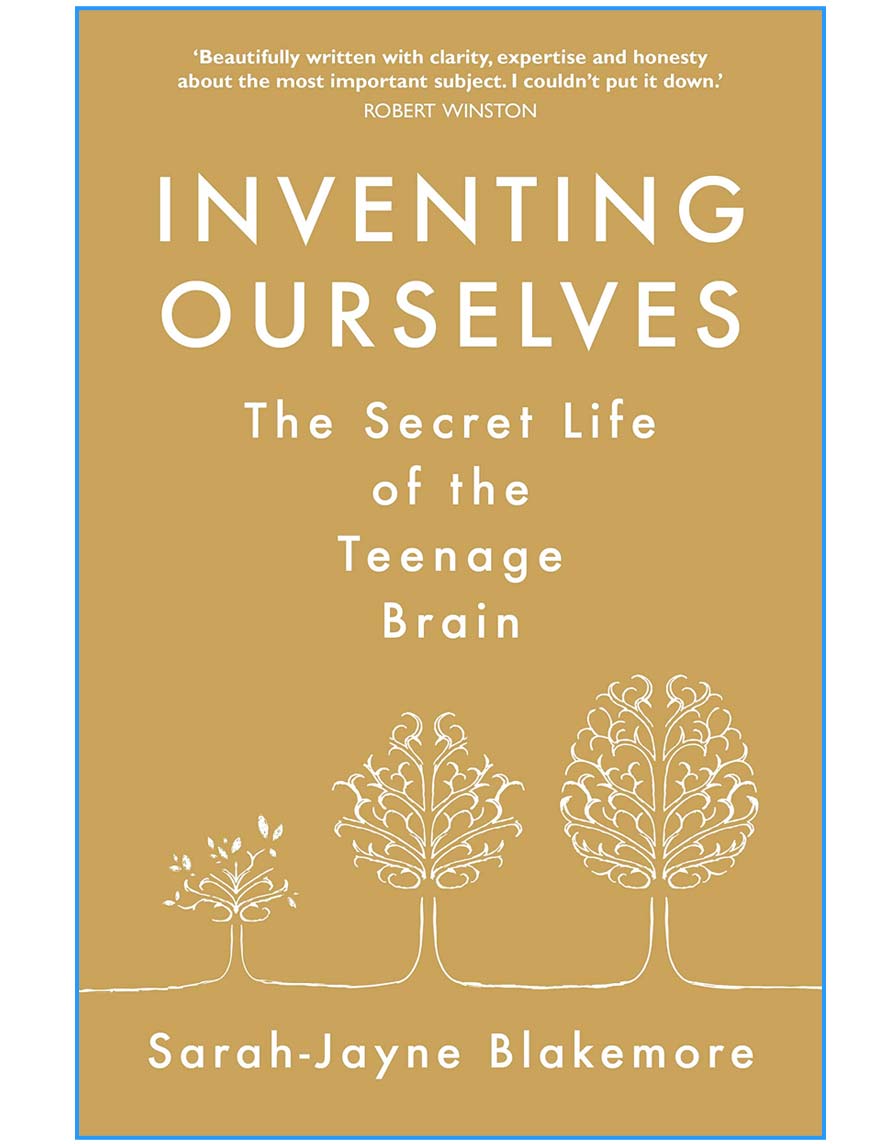 ‘Beautifully written with clarity, expertise and honesty
about the most important subject. I couldn’t put it down.’
ROBERT WINSTON
INVENTING
OURSELVES
The Secret Life
of the
Teenage
Brain
Sarah-Jayne Blakemore